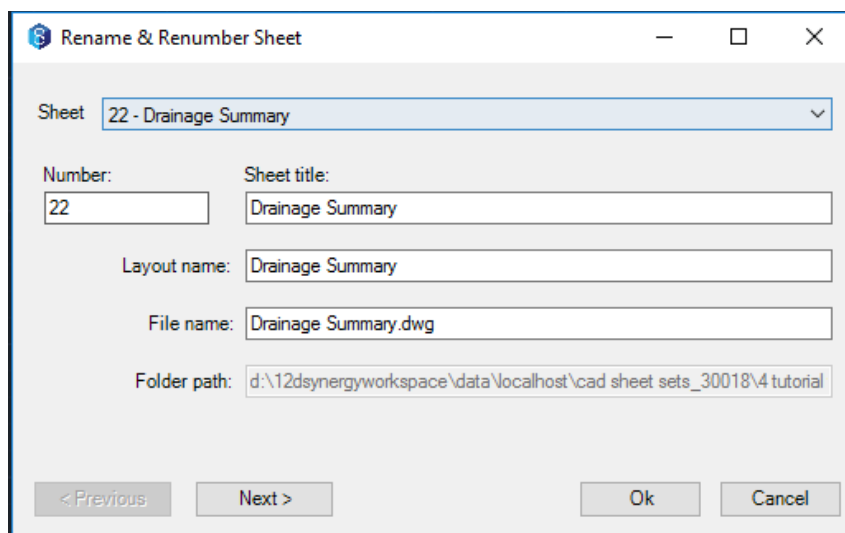 Rename & Renumber Sheet
Sheet 22 - Drainage Summary
Number: Sheet title:
22 Drainage Summary
Layout name: Drainage Summary
File name: Drainage Summary.dwg
Folder path: d:\12dsynergyworkspace\data\localhost\cad sheet sets_30018\4 tutorial
< Previous Next > Ok Cancel